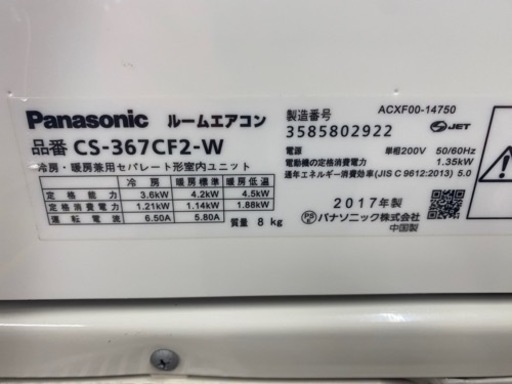 Panasonic ルームエアコン
品番 CS-367CF2-W
冷房・暖房兼用セパレート形室内ユニット
冷房 暖房標準 暖房低温
定格能力 3.6kW 4.2kW 4.5kW
定格消費電力 1.21kW 1.14kW 1.88kW
運転電流 6.50A 5.80A
質量 8 kg
ACXF00-14750
製造番号
3585802922
JET
電源 単相200V 50/60Hz
電動機の定格消費電力 1.35kW
通年エネルギー消費効率(JIS C 9612:2013) 5.0
2017年製
PS パナソニック株式会社
中国製